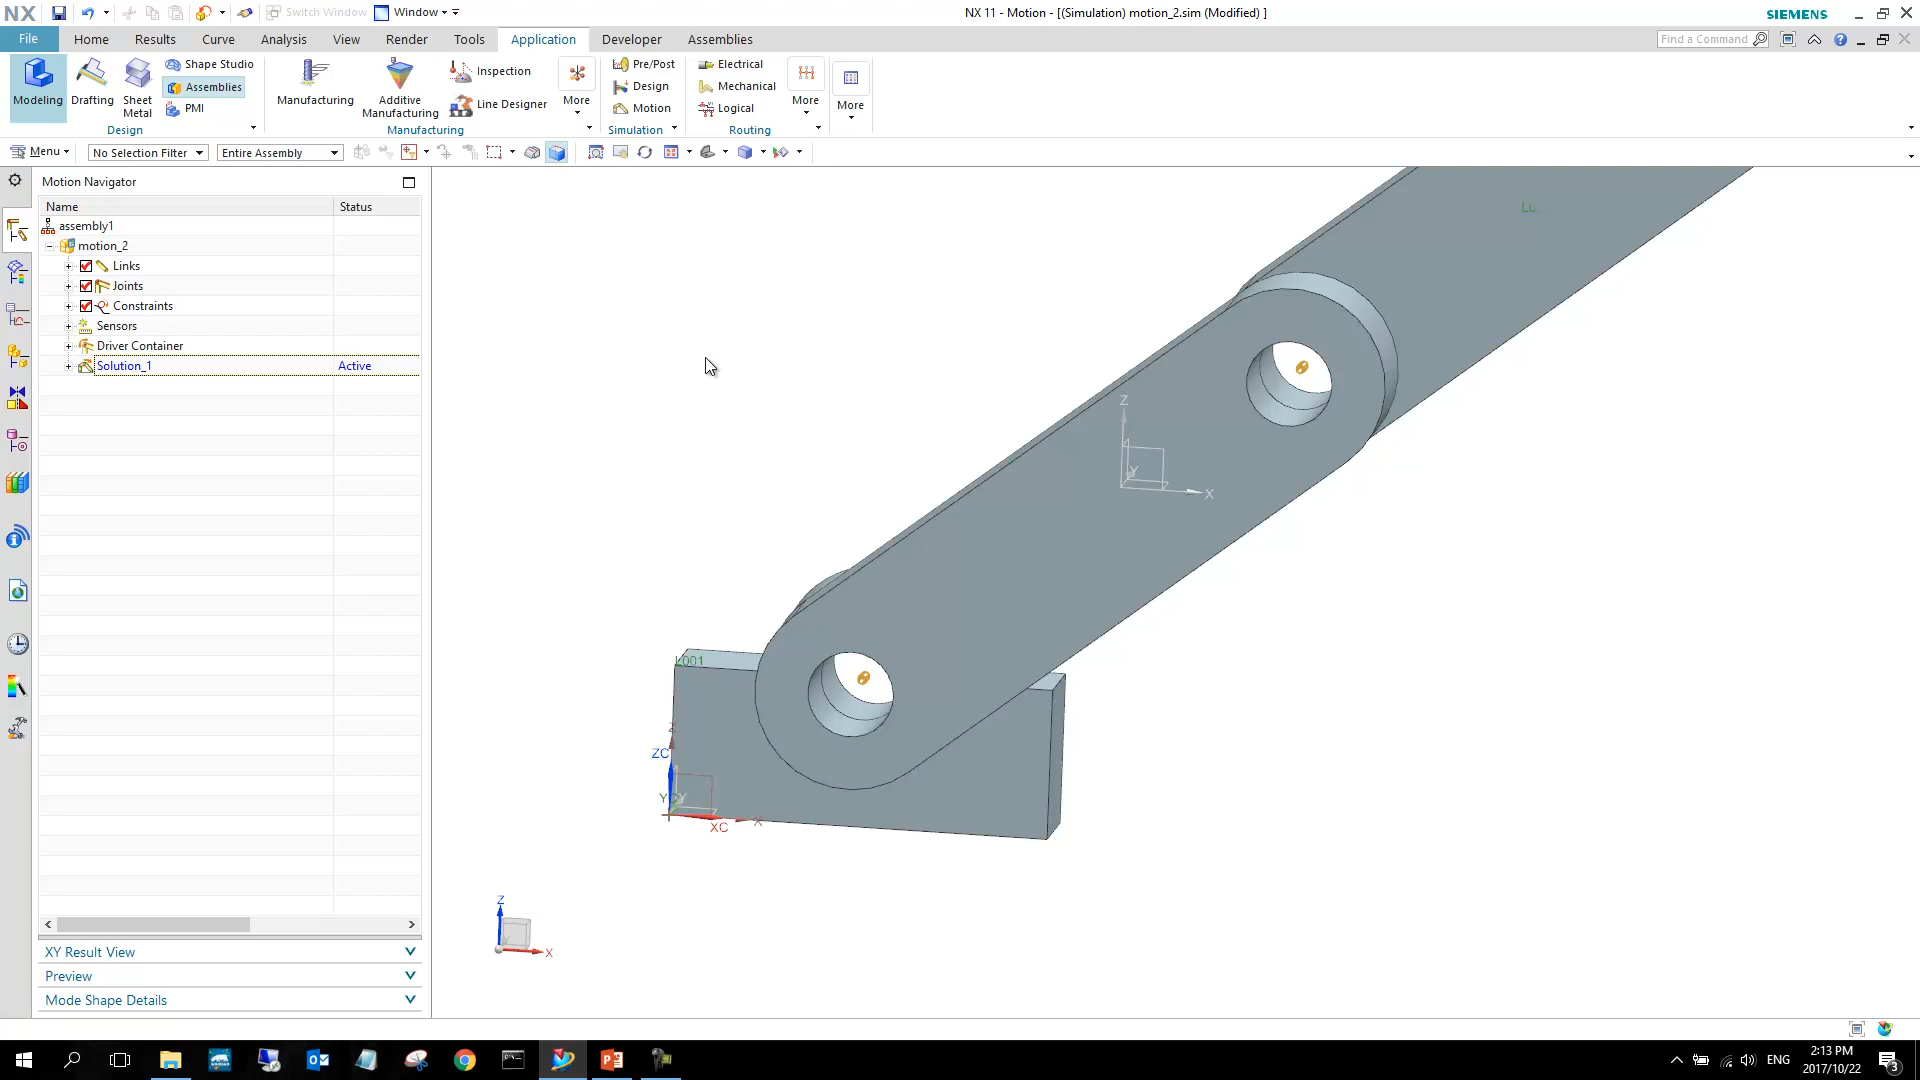 NX
Switch Window
Window
NX 11 - Motion - [(Simulation) motion_2.sim (Modified) ]
SIEMENS
File
Home
Results
Curve
Analysis
View
Render
Tools
Application
Developer
Assemblies
Find a Command
Modeling
Drafting
Sheet Metal
Shape Studio
Assemblies
PMI
Design
Manufacturing
Additive Manufacturing
Inspection
Line Designer
More
Manufacturing
Pre/Post
Design
Motion
Simulation
Electrical
Mechanical
Logical
More
Routing
More
Menu
No Selection Filter
Entire Assembly
Motion Navigator
Name
Status
assembly1
motion_2
Links
Joints
Constraints
Sensors
Driver Container
Solution_1
Active
Z
Y
X
L001
Z
ZC
Y
XC
X
Z
X
XY Result View
Preview
Mode Shape Details
ENG
2:13 PM
2017/10/22
3